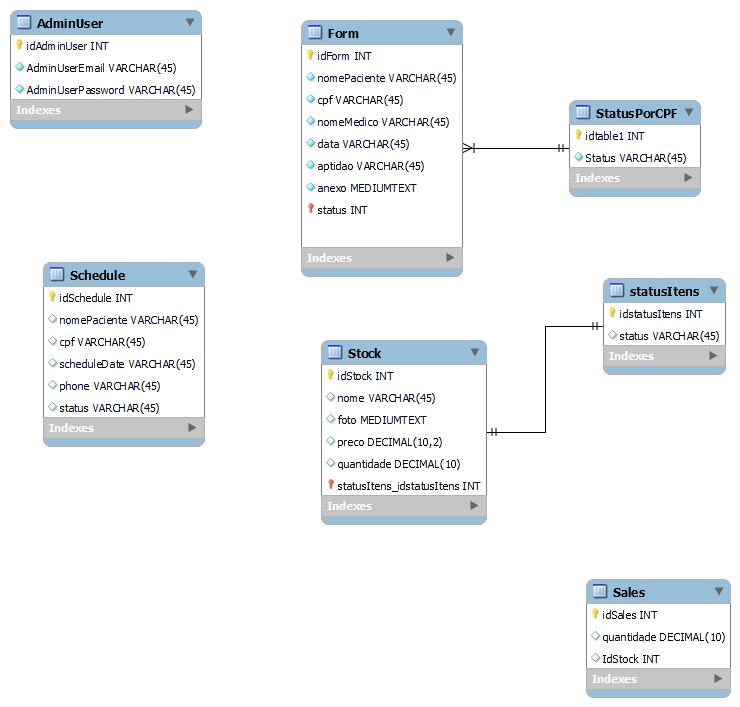 AdminUser
idAdminUser INT
AdminUserEmail VARCHAR(45)
AdminUserPassword VARCHAR(45)
Indexes
Form
idForm INT
nomePaciente VARCHAR(45)
cpf VARCHAR(45)
nomeMedico VARCHAR(45)
data VARCHAR(45)
aptidao VARCHAR(45)
anexo MEDIUMTEXT
status INT
Indexes
StatusPorCPF
idtable1 INT
Status VARCHAR(45)
Indexes
Schedule
idSchedule INT
nomePaciente VARCHAR(45)
cpf VARCHAR(45)
scheduleDate VARCHAR(45)
phone VARCHAR(45)
status VARCHAR(45)
Indexes
statusItens
idstatusItens INT
status VARCHAR(45)
Indexes
Stock
idStock INT
nome VARCHAR(45)
foto MEDIUMTEXT
preco DECIMAL(10,2)
quantidade DECIMAL(10)
statusItens_idstatusItens INT
Indexes
Sales
idSales INT
quantidade DECIMAL(10)
IdStock INT
Indexes